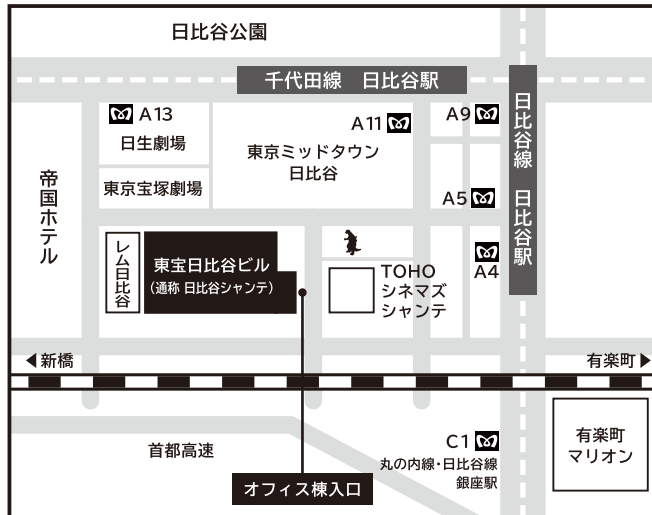 日比谷公園
千代田線 日比谷駅
A13
日生劇場
東京宝塚劇場
A11
東京ミッドタウン
日比谷
A9
A5
A4
日比谷線 日比谷駅
帝国ホテル
レム日比谷
東宝日比谷ビル
(通称 日比谷シャンテ)
TOHO
シネマズ
シャンテ
新橋
有楽町
首都高速
オフィス棟入口
C1
丸の内線・日比谷線
銀座駅
有楽町
マリオン